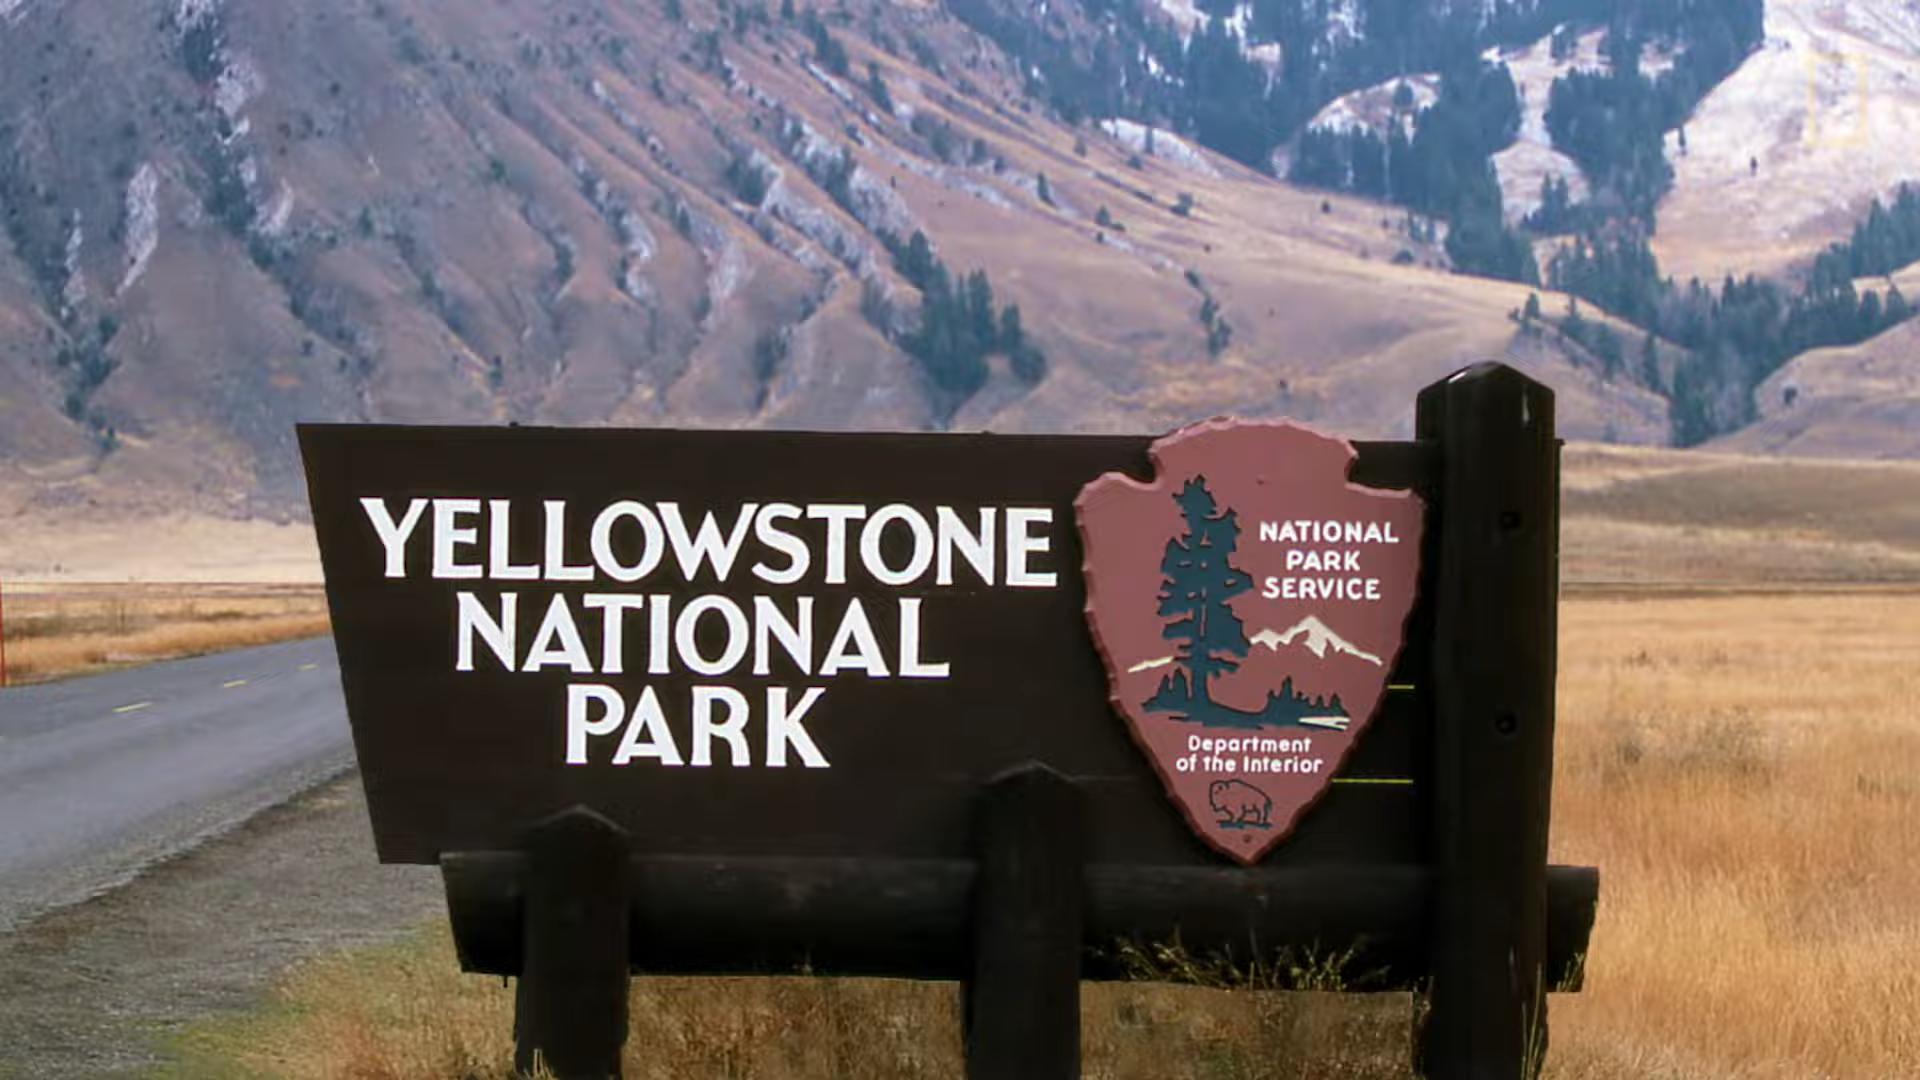 YELLOWSTONE
NATIONAL
PARK
NATIONAL
PARK
SERVICE
Department
of the Interior